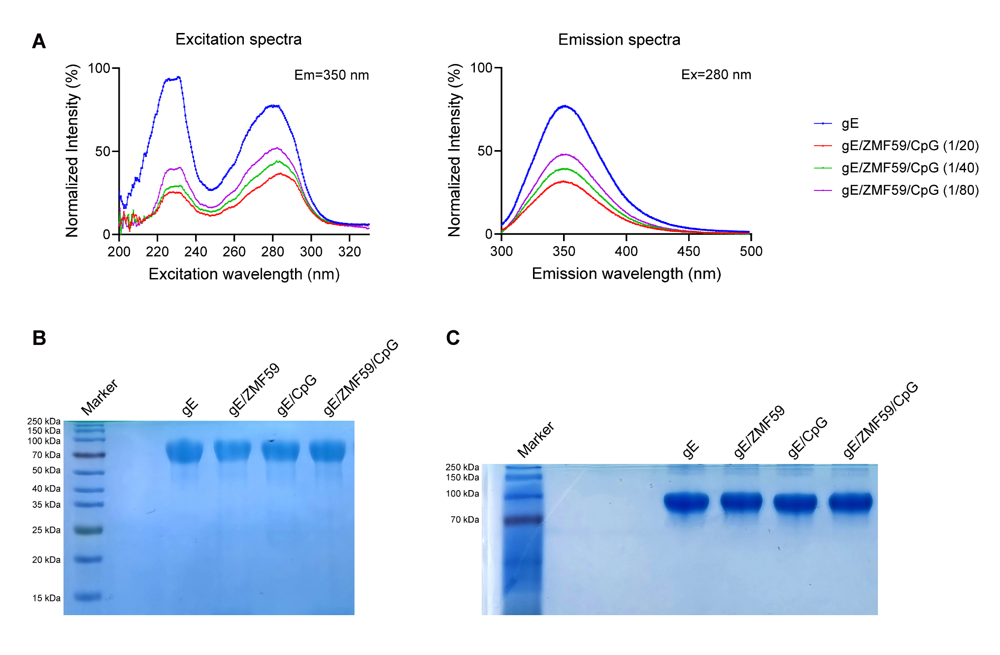 A
Excitation spectra
Normalized Intensity (%)
100
50
0
Em=350 nm
200 220 240 260 280 300 320
Excitation wavelength (nm)
Emission spectra
Normalized Intensity (%)
100
50
0
Ex=280 nm
300 350 400 450 500
Emission wavelength (nm)
gE
gE/ZMF59/CpG (1/20)
gE/ZMF59/CpG (1/40)
gE/ZMF59/CpG (1/80)
B
Marker
gE
gE/ZMF59
gE/CpG
gE/ZMF59/CpG
250 kDa
150 kDa
100 kDa
70 kDa
50 kDa
40 kDa
35 kDa
25 kDa
20 kDa
15 kDa
C
Marker
gE
gE/ZMF59
gE/CpG
gE/ZMF59/CpG
250 kDa
150 kDa
100 kDa
70 kDa